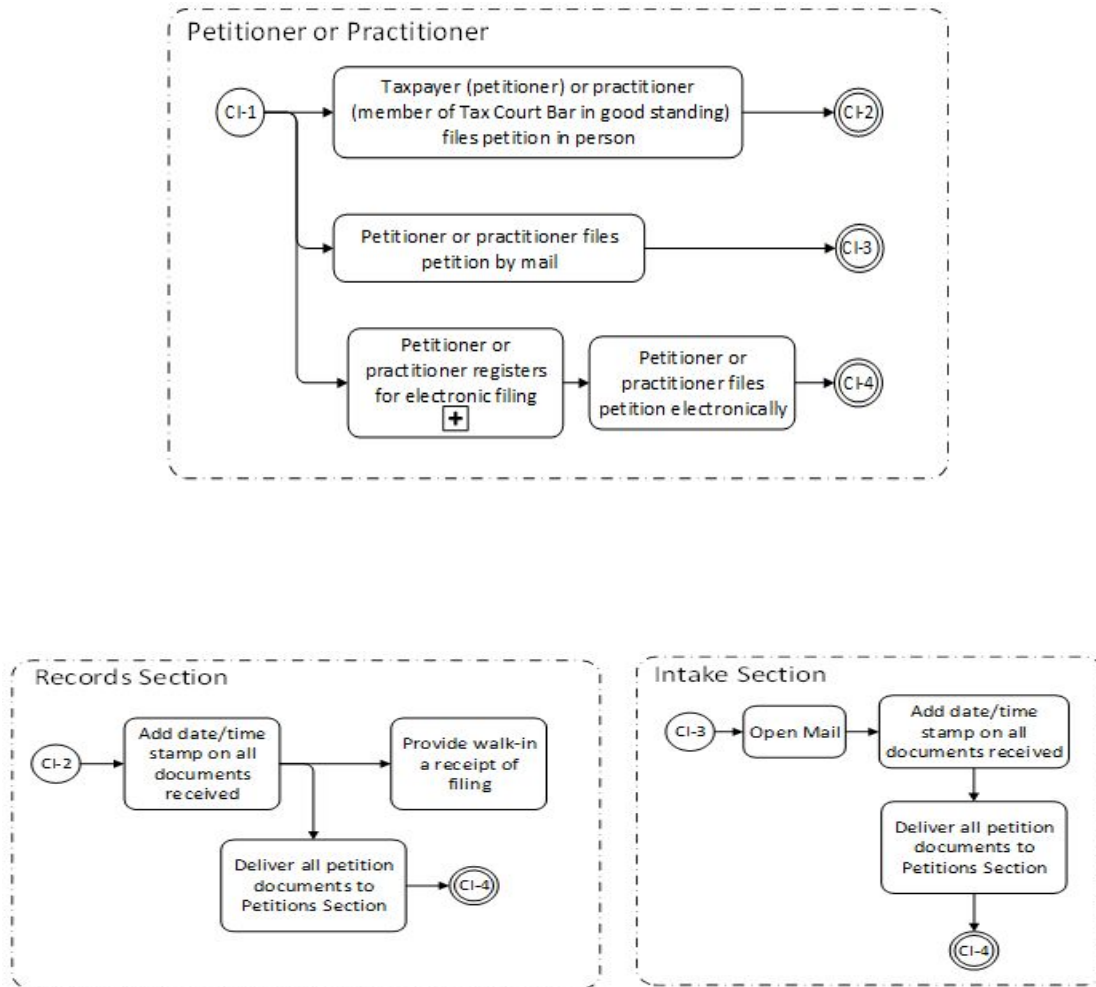 Petitioner or Practitioner
CI-1
Taxpayer (petitioner) or practitioner
(member of Tax Court Bar in good standing)
files petition in person
CI-2
Petitioner or practitioner files
petition by mail
CI-3
Petitioner or
practitioner registers
for electronic filing
Petitioner or
practitioner files
petition electronically
CI-4
Records Section
CI-2
Add date/time
stamp on all
documents
received
Provide walk-in
a receipt of
filing
Deliver all petition
documents to
Petitions Section
CI-4
Intake Section
CI-3
Open Mail
Add date/time
stamp on all
documents received
Deliver all petition
documents to
Petitions Section
CI-4